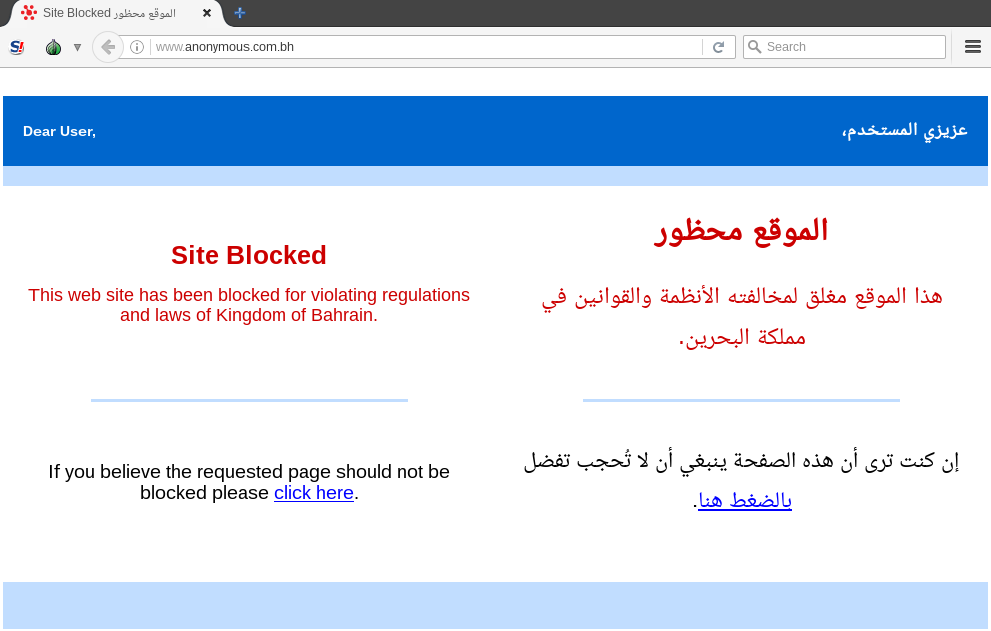 Site Blocked الموقع محظور
www.anonymous.com.bh
Search
Dear User,
عزيزي المستخدم،
Site Blocked
This web site has been blocked for violating regulations
and laws of Kingdom of Bahrain.
If you believe the requested page should not be
blocked please click here.
الموقع محظور
هذا الموقع مغلق لمخالفته الأنظمة والقوانين في
مملكة البحرين.
إن كنت ترى أن هذه الصفحة ينبغي أن لا تُحجب تفضل
بالضغط هنا.